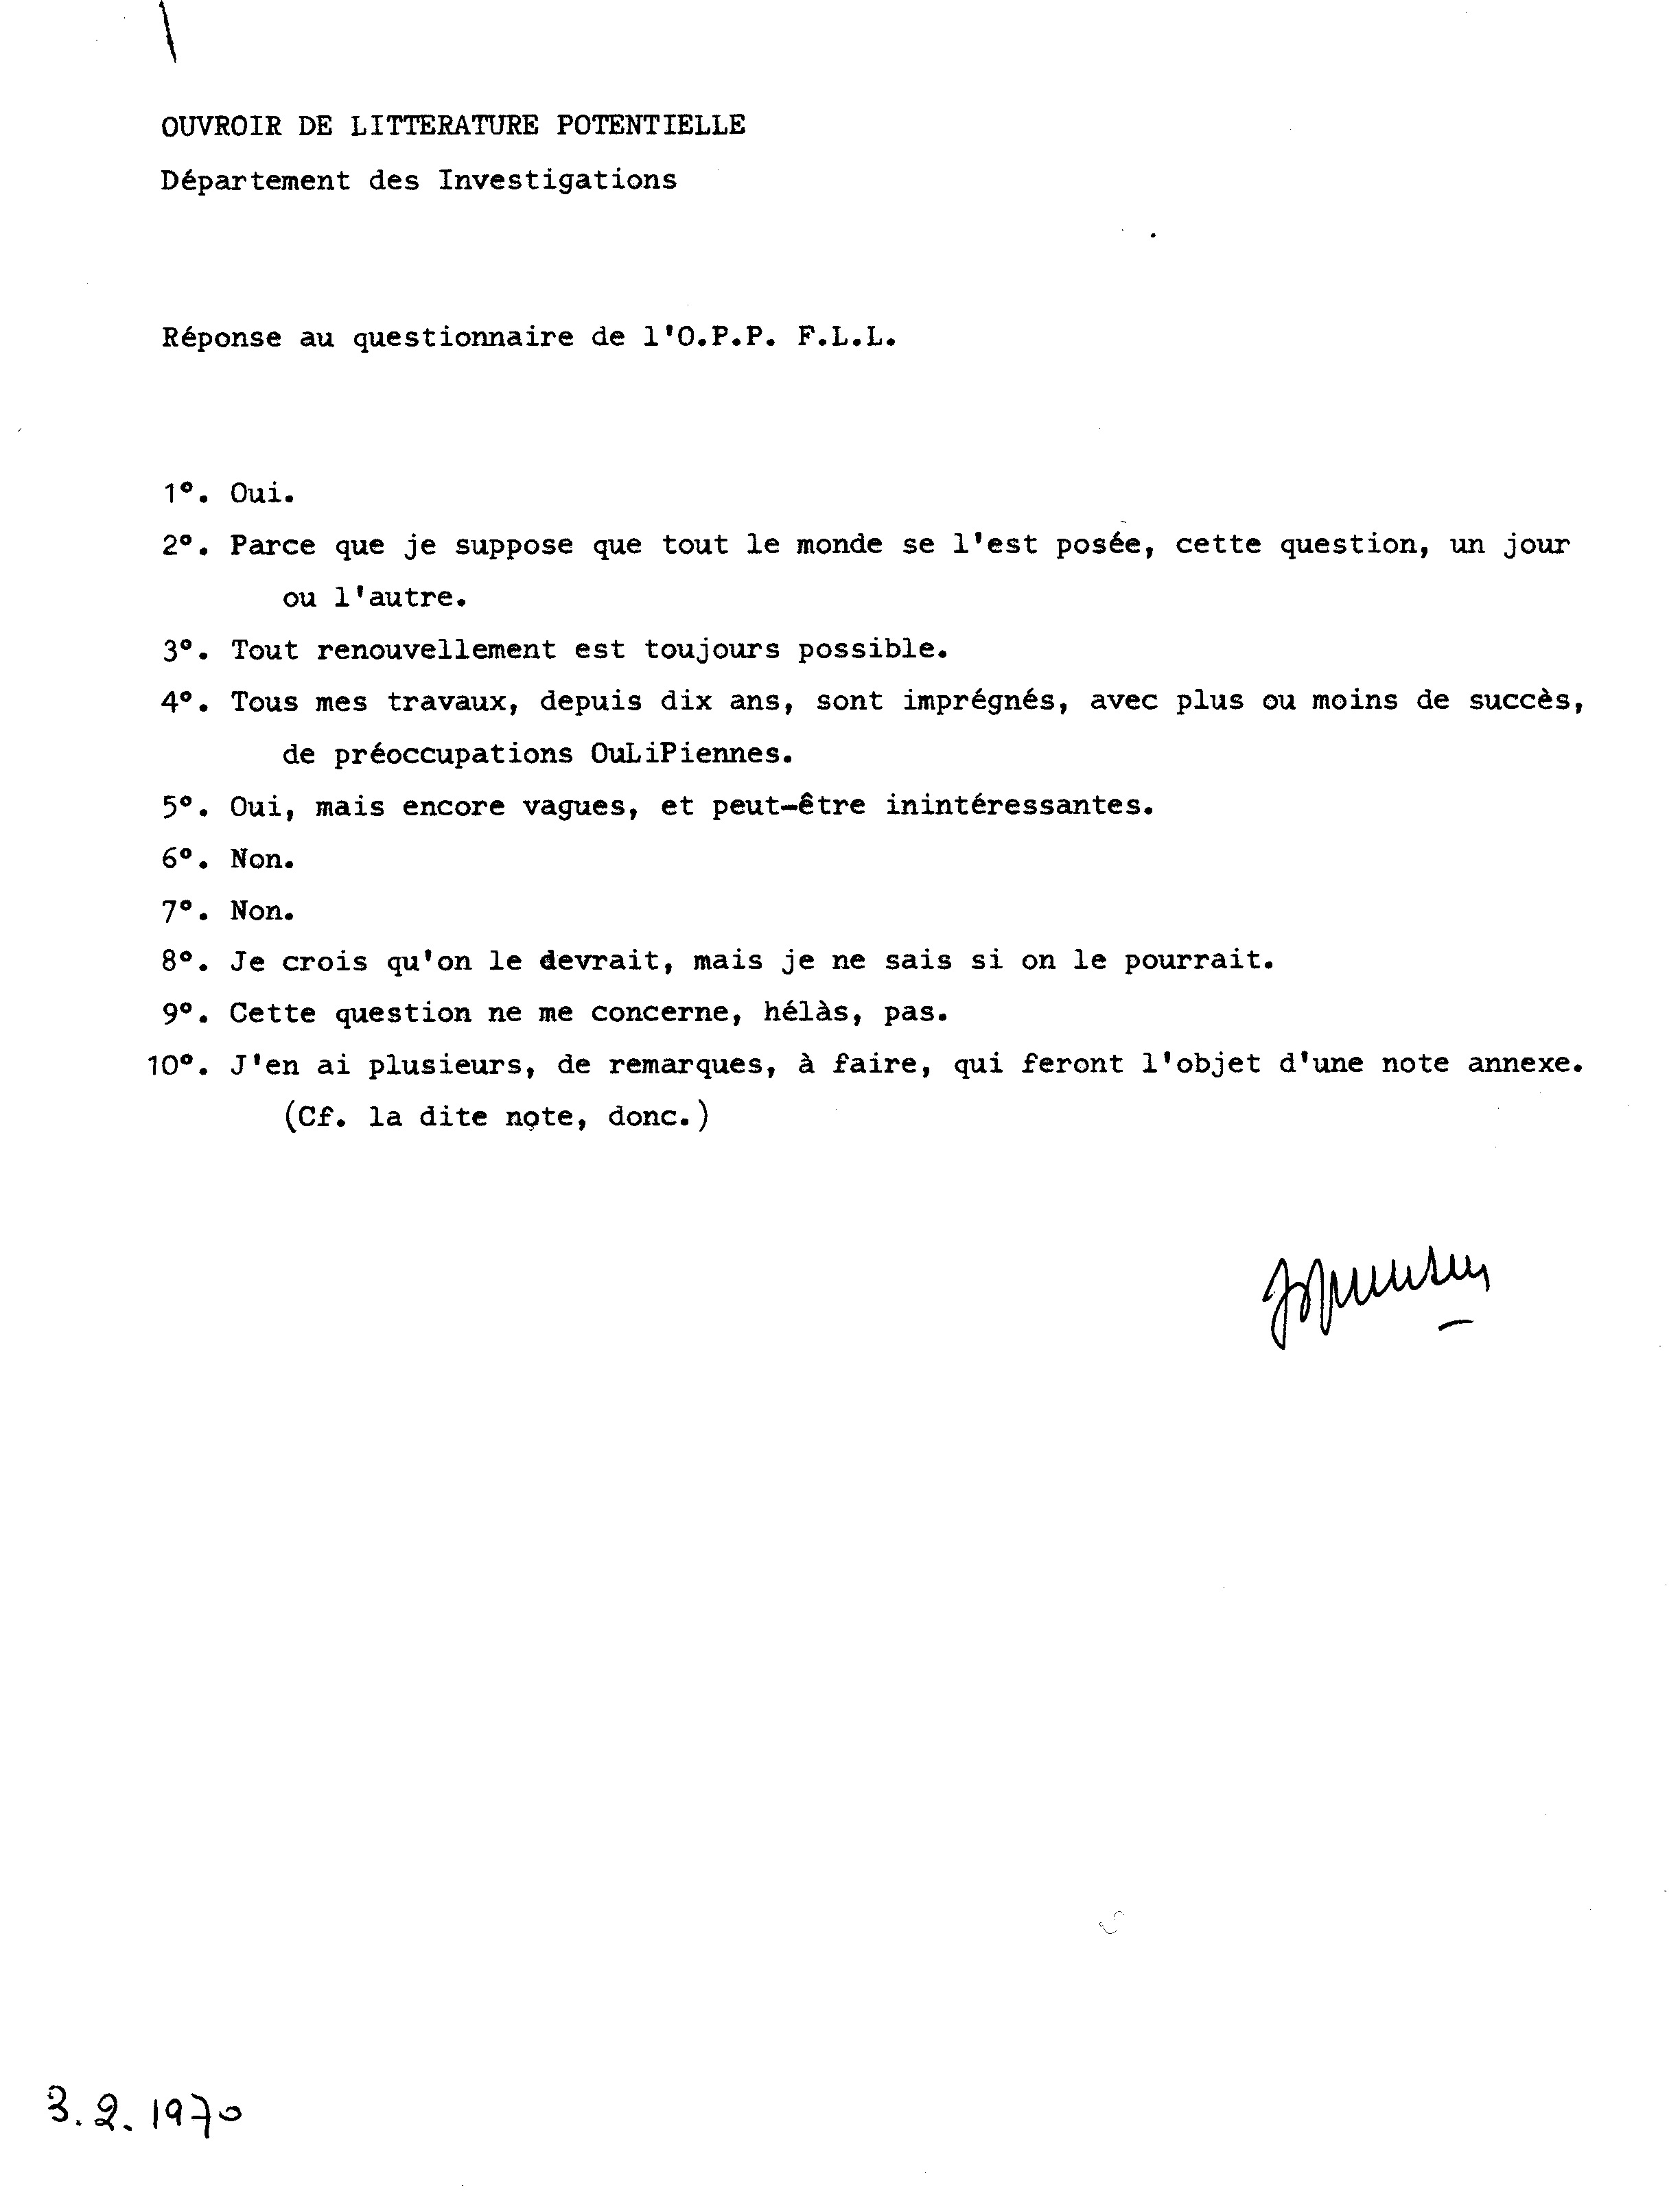 OUVROIR DE LITTERATURE POTENTIELLE
Département des Investigations
Réponse au questionnaire de l'O.P.P. F.L.L.
1°. Oui.
2°. Parce que je suppose que tout le monde se l'est posée, cette question, un jour
ou l'autre.
3°. Tout renouvellement est toujours possible.
4°. Tous mes travaux, depuis dix ans, sont imprégnés, avec plus ou moins de succès,
de préoccupations OuLiPiennes.
5°. Oui, mais encore vagues, et peut-être inintéressantes.
6°. Non.
7°. Non.
8°. Je crois qu'on le devrait, mais je ne sais si on le pourrait.
9°. Cette question ne me concerne, hélàs, pas.
10°. J'en ai plusieurs, de remarques, à faire, qui feront l'objet d'une note annexe.
(Cf. la dite note, donc.)
3.2.1970